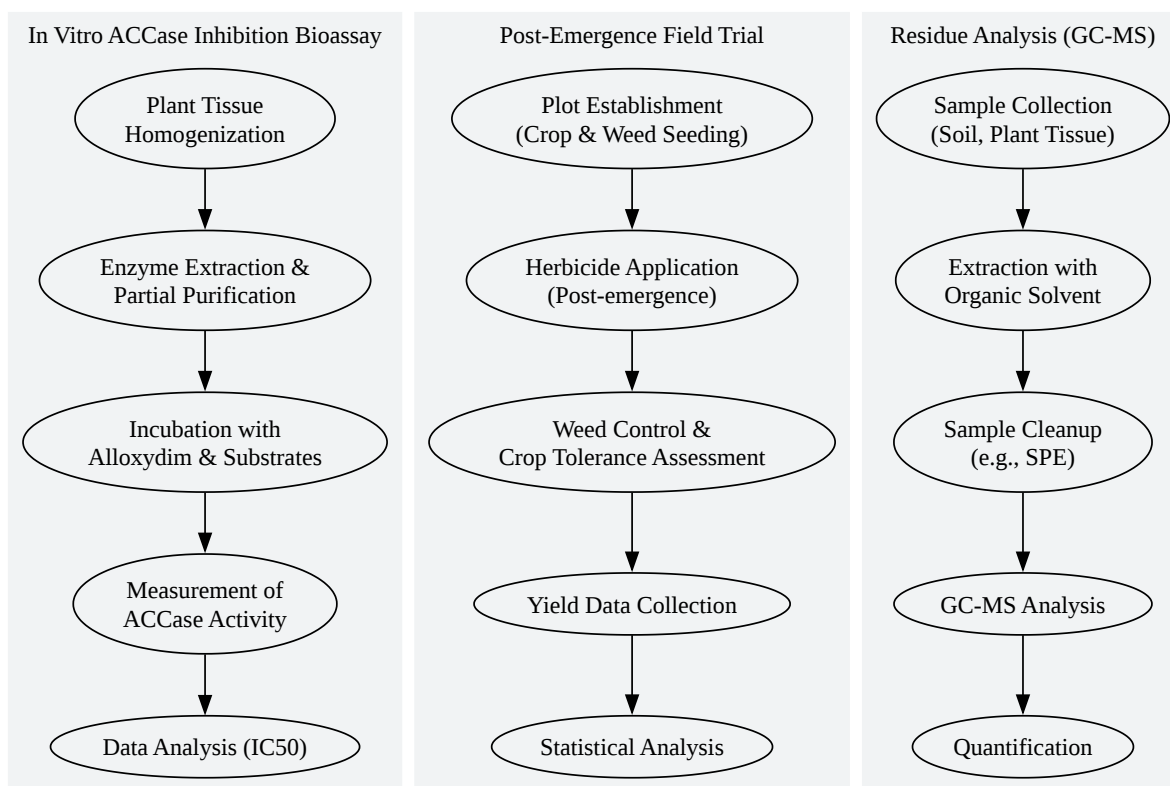 In Vitro ACCase Inhibition Bioassay
Plant Tissue
Homogenization
Enzyme Extraction &
Partial Purification
Incubation with
Alloxydim & Substrates
Measurement of
ACCase Activity
Data Analysis (IC50)
Post-Emergence Field Trial
Plot Establishment
(Crop & Weed Seeding)
Herbicide Application
(Post-emergence)
Weed Control &
Crop Tolerance Assessment
Yield Data Collection
Statistical Analysis
Residue Analysis (GC-MS)
Sample Collection
(Soil, Plant Tissue)
Extraction with
Organic Solvent
Sample Cleanup
(e.g., SPE)
GC-MS Analysis
Quantification